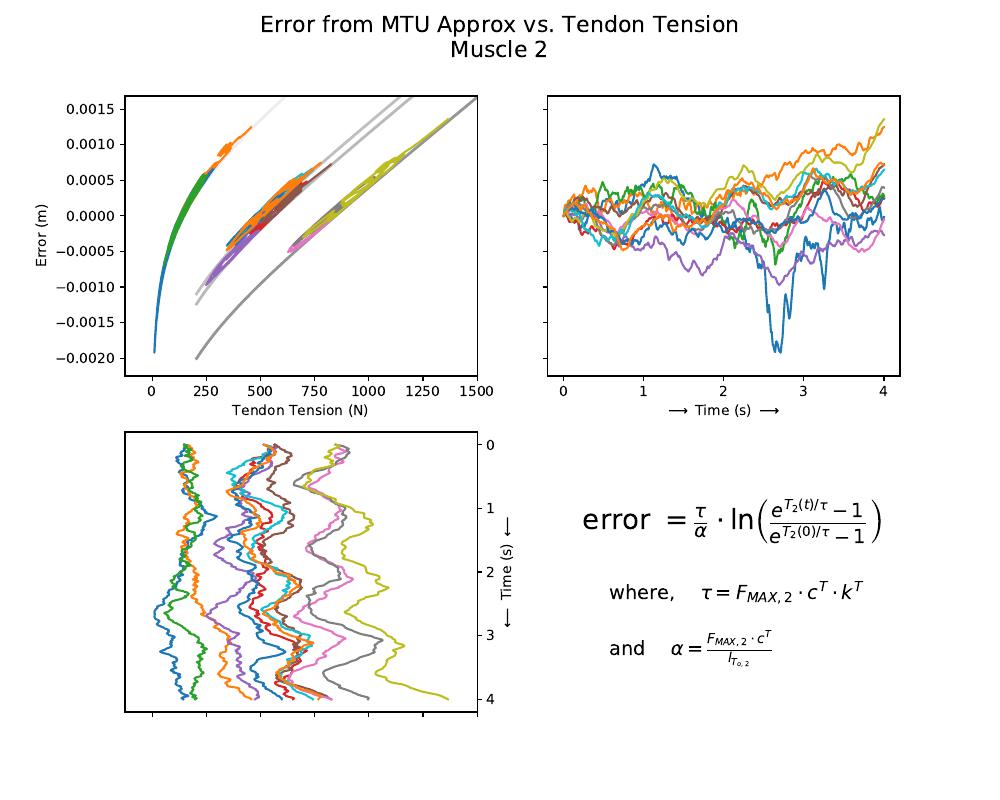 Error from MTU Approx vs. Tendon Tension
Muscle 2
0.0015
0.0010
0.0005
0.0000
−0.0005
−0.0010
−0.0015
−0.0020
Error (m)
0 250 500 750 1000 1250 1500
Tendon Tension (N)
0 1 2 3 4
⟶ Time (s) ⟶
0
1
2
3
4
⟵ Time (s) ⟵
error = τ/α · ln((e^{T₂(t)/τ} − 1)/(e^{T₂(0)/τ} − 1))
where, τ = F_{MAX, 2} · c^T · k^T
and α = (F_{MAX, 2} · c^T)/(l_{T_{o, 2}})